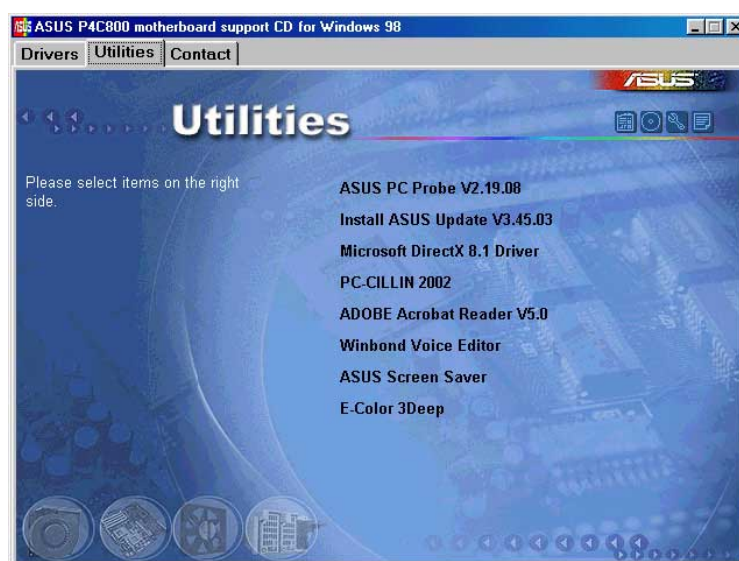 ASUS P4C800 motherboard support CD for Windows 98
Drivers Utilities Contact
ASUS
Utilities
Please select items on the right
side.
ASUS PC Probe V2.19.08
Install ASUS Update V3.45.03
Microsoft DirectX 8.1 Driver
PC-CILLIN 2002
ADOBE Acrobat Reader V5.0
Winbond Voice Editor
ASUS Screen Saver
E-Color 3Deep